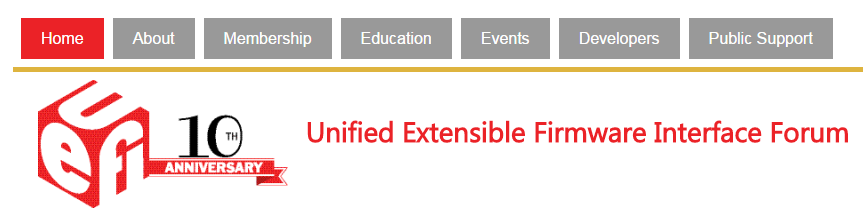 Home About Membership Education Events Developers Public Support
uefi 10TH ANNIVERSARY
Unified Extensible Firmware Interface Forum